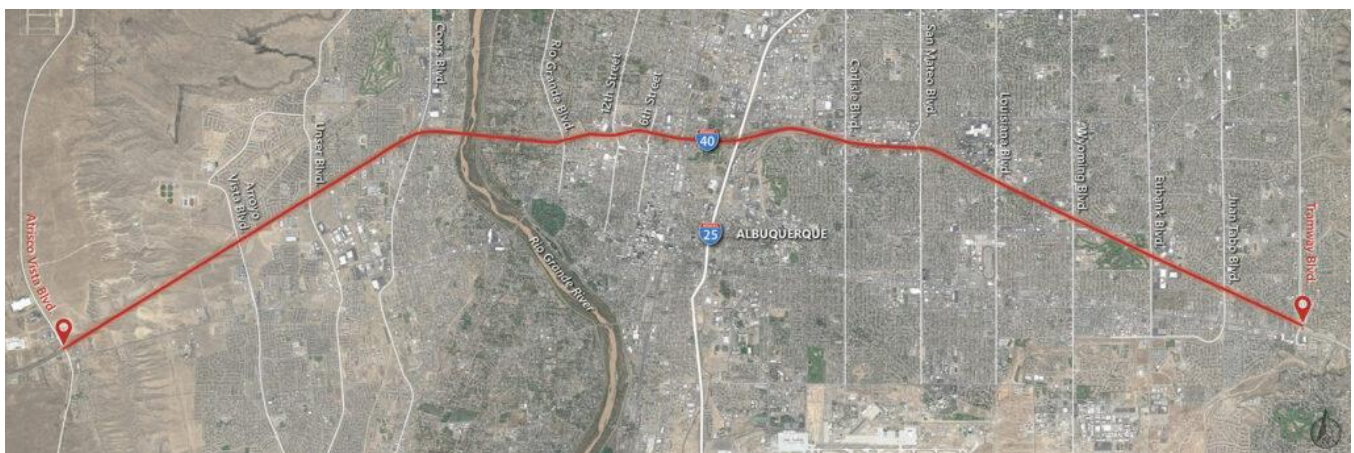 Atrisco Vista Blvd.
Arroyo
Vista Blvd.
Unser Blvd.
Coors Blvd.
Rio Grande River
Rio Grande Blvd.
12th Street
6th Street
40
25
ALBUQUERQUE
Carlisle Blvd.
San Mateo Blvd.
Louisiana Blvd.
Wyoming Blvd.
Eubank Blvd.
Juan Tabo Blvd.
Tramway Blvd.